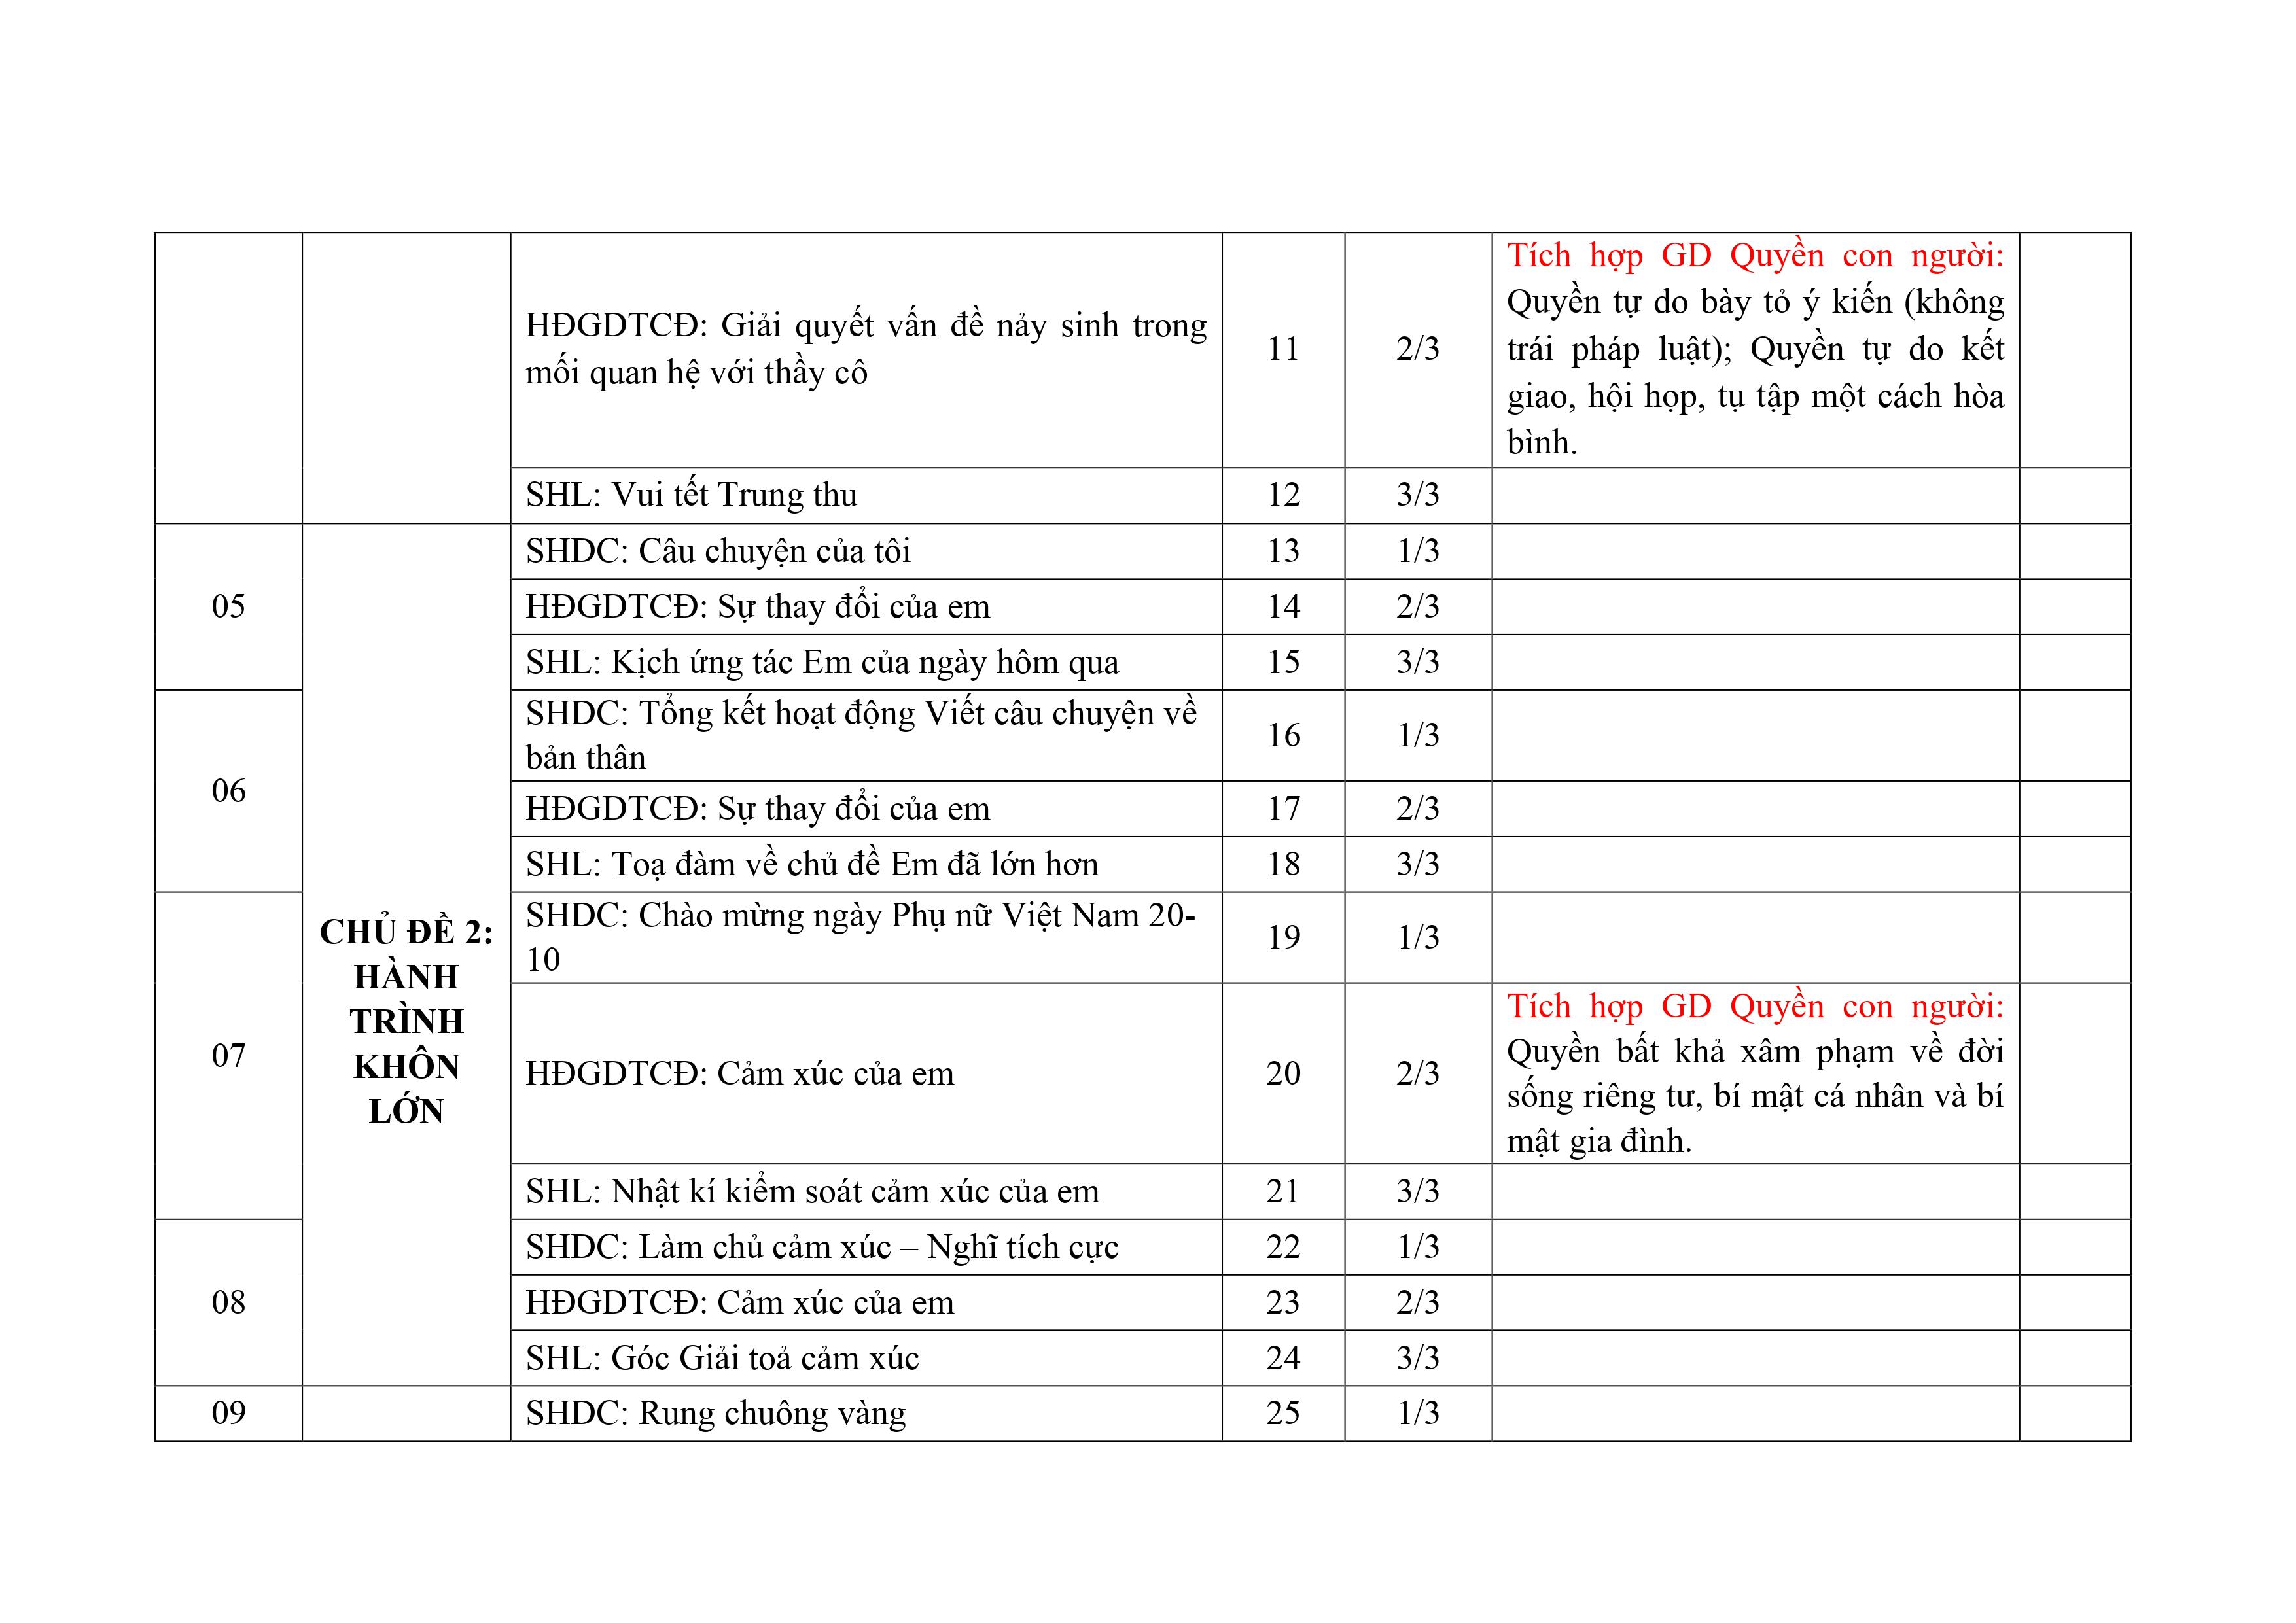 HĐGDTCĐ: Giải quyết vấn đề nảy sinh trong
mối quan hệ với thầy cô
11
2/3
Tích hợp GD Quyền con người:
Quyền tự do bày tỏ ý kiến (không
trái pháp luật); Quyền tự do kết
giao, hội họp, tụ tập một cách hòa
bình.
SHL: Vui tết Trung thu
12
3/3
05
CHỦ ĐỀ 2:
HÀNH
TRÌNH
KHÔN
LỚN
SHDC: Câu chuyện của tôi
13
1/3
HĐGDTCĐ: Sự thay đổi của em
14
2/3
SHL: Kịch ứng tác Em của ngày hôm qua
15
3/3
06
SHDC: Tổng kết hoạt động Viết câu chuyện về
bản thân
16
1/3
HĐGDTCĐ: Sự thay đổi của em
17
2/3
SHL: Toạ đàm về chủ đề Em đã lớn hơn
18
3/3
07
SHDC: Chào mừng ngày Phụ nữ Việt Nam 20-
10
19
1/3
HĐGDTCĐ: Cảm xúc của em
20
2/3
Tích hợp GD Quyền con người:
Quyền bất khả xâm phạm về đời
sống riêng tư, bí mật cá nhân và bí
mật gia đình.
SHL: Nhật kí kiểm soát cảm xúc của em
21
3/3
08
SHDC: Làm chủ cảm xúc – Nghĩ tích cực
22
1/3
HĐGDTCĐ: Cảm xúc của em
23
2/3
SHL: Góc Giải toả cảm xúc
24
3/3
09
SHDC: Rung chuông vàng
25
1/3